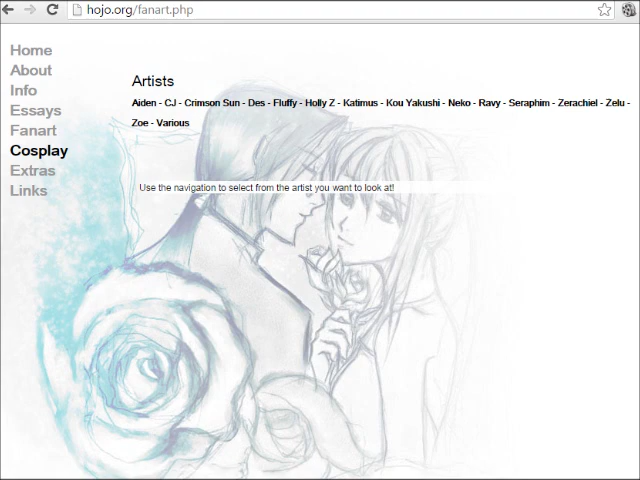 hojo.org/fanart.php
Home
About
Info
Essays
Fanart
Cosplay
Extras
Links
Artists
Aiden - CJ - Crimson Sun - Des - Fluffy - Holly Z - Katimus - Kou Yakushi - Neko - Ravy - Seraphim - Zerachiel - Zelu -
Zoe - Various
Use the navigation to select from the artist you want to look at!